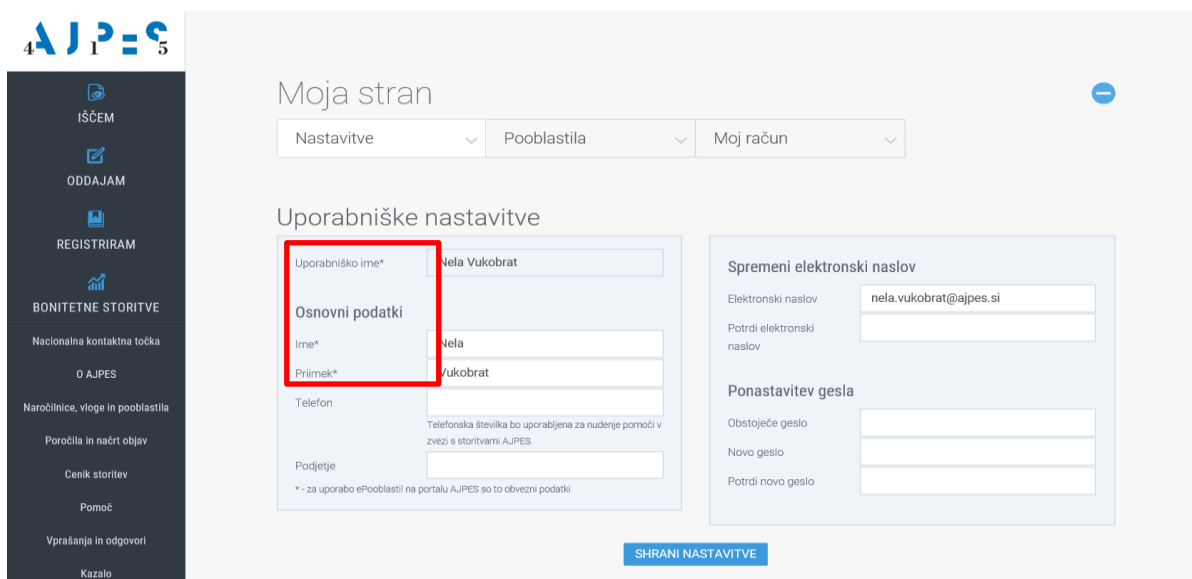 4AJ1PES5
IŠČEM
ODDAJAM
REGISTRIRAM
BONITETNE STORITVE
Nacionalna kontaktna točka
O AJPES
Naročilnice, vloge in pooblastila
Poročila in načrt objav
Cenik storitev
Pomoč
Vprašanja in odgovori
Kazalo
Moja stran
Nastavitve Pooblastila Moj račun
Uporabniške nastavitve
Uporabniško ime* Nela Vukobrat
Osnovni podatki
Ime* Nela
Priimek* Vukobrat
Telefon
Telefonska številka bo uporabljena za nudenje pomoči v
zvezi s storitvami AJPES
Podjetje
* - za uporabo ePooblastil na portalu AJPES so to obvezni podatki
Spremeni elektronski naslov
Elektronski naslov nela.vukobrat@ajpes.si
Potrdi elektronski
naslov
Ponastavitev gesla
Obstoječe geslo
Novo geslo
Potrdi novo geslo
SHRANI NASTAVITVE